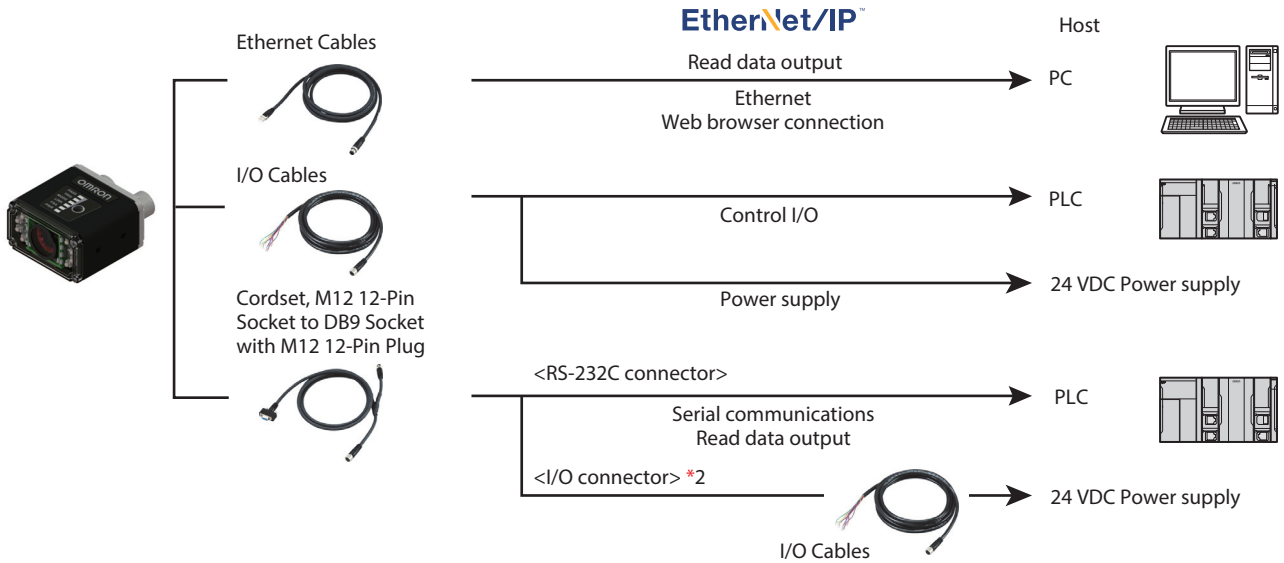 EtherNet/IP™
Host
Ethernet Cables
Read data output
PC
Ethernet
Web browser connection
OMRON
I/O Cables
PLC
Control I/O
Cordset, M12 12-Pin
Socket to DB9 Socket
with M12 12-Pin Plug
24 VDC Power supply
Power supply
<RS-232C connector>
PLC
Serial communications
Read data output
<I/O connector> *2
24 VDC Power supply
I/O Cables